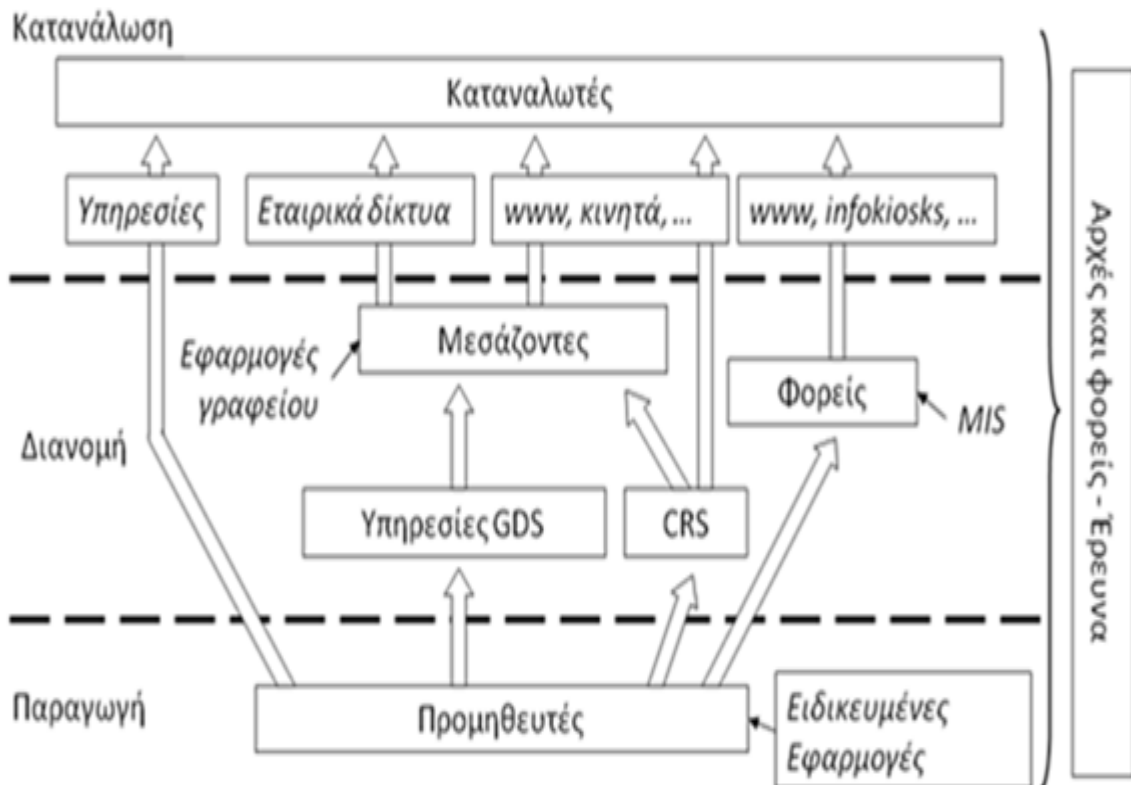 Κατανάλωση
Καταναλωτές
Υπηρεσίες
Εταιρικά δίκτυα
www, κινητά, ...
www, infokiosks, ...
Μεσάζοντες
Εφαρμογές
γραφείου
Φορείς
MIS
Διανομή
Υπηρεσίες GDS
CRS
Παραγωγή
Προμηθευτές
Ειδικευμένες
Εφαρμογές
Αρχές και φορείς - Έρευνα